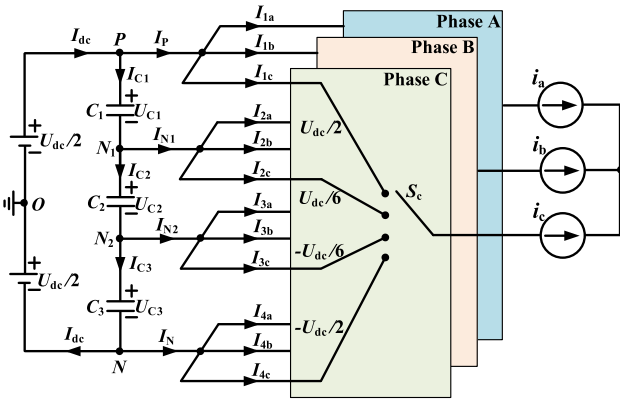 Phase A
Phase B
Phase C
I_dc
P
I_P
I_1a
I_1b
I_1c
I_C1
C_1
+
−
U_C1
U_dc/2
+
−
U_dc/2
N_1
I_N1
I_2a
I_2b
I_2c
I_C2
C_2
+
−
U_C2
U_dc/6
O
S_c
i_a
i_b
i_c
N_2
I_N2
I_3a
I_3b
I_3c
-U_dc/6
I_C3
+
−
U_dc/2
C_3
+
−
U_C3
-U_dc/2
I_dc
N
I_N
I_4a
I_4b
I_4c